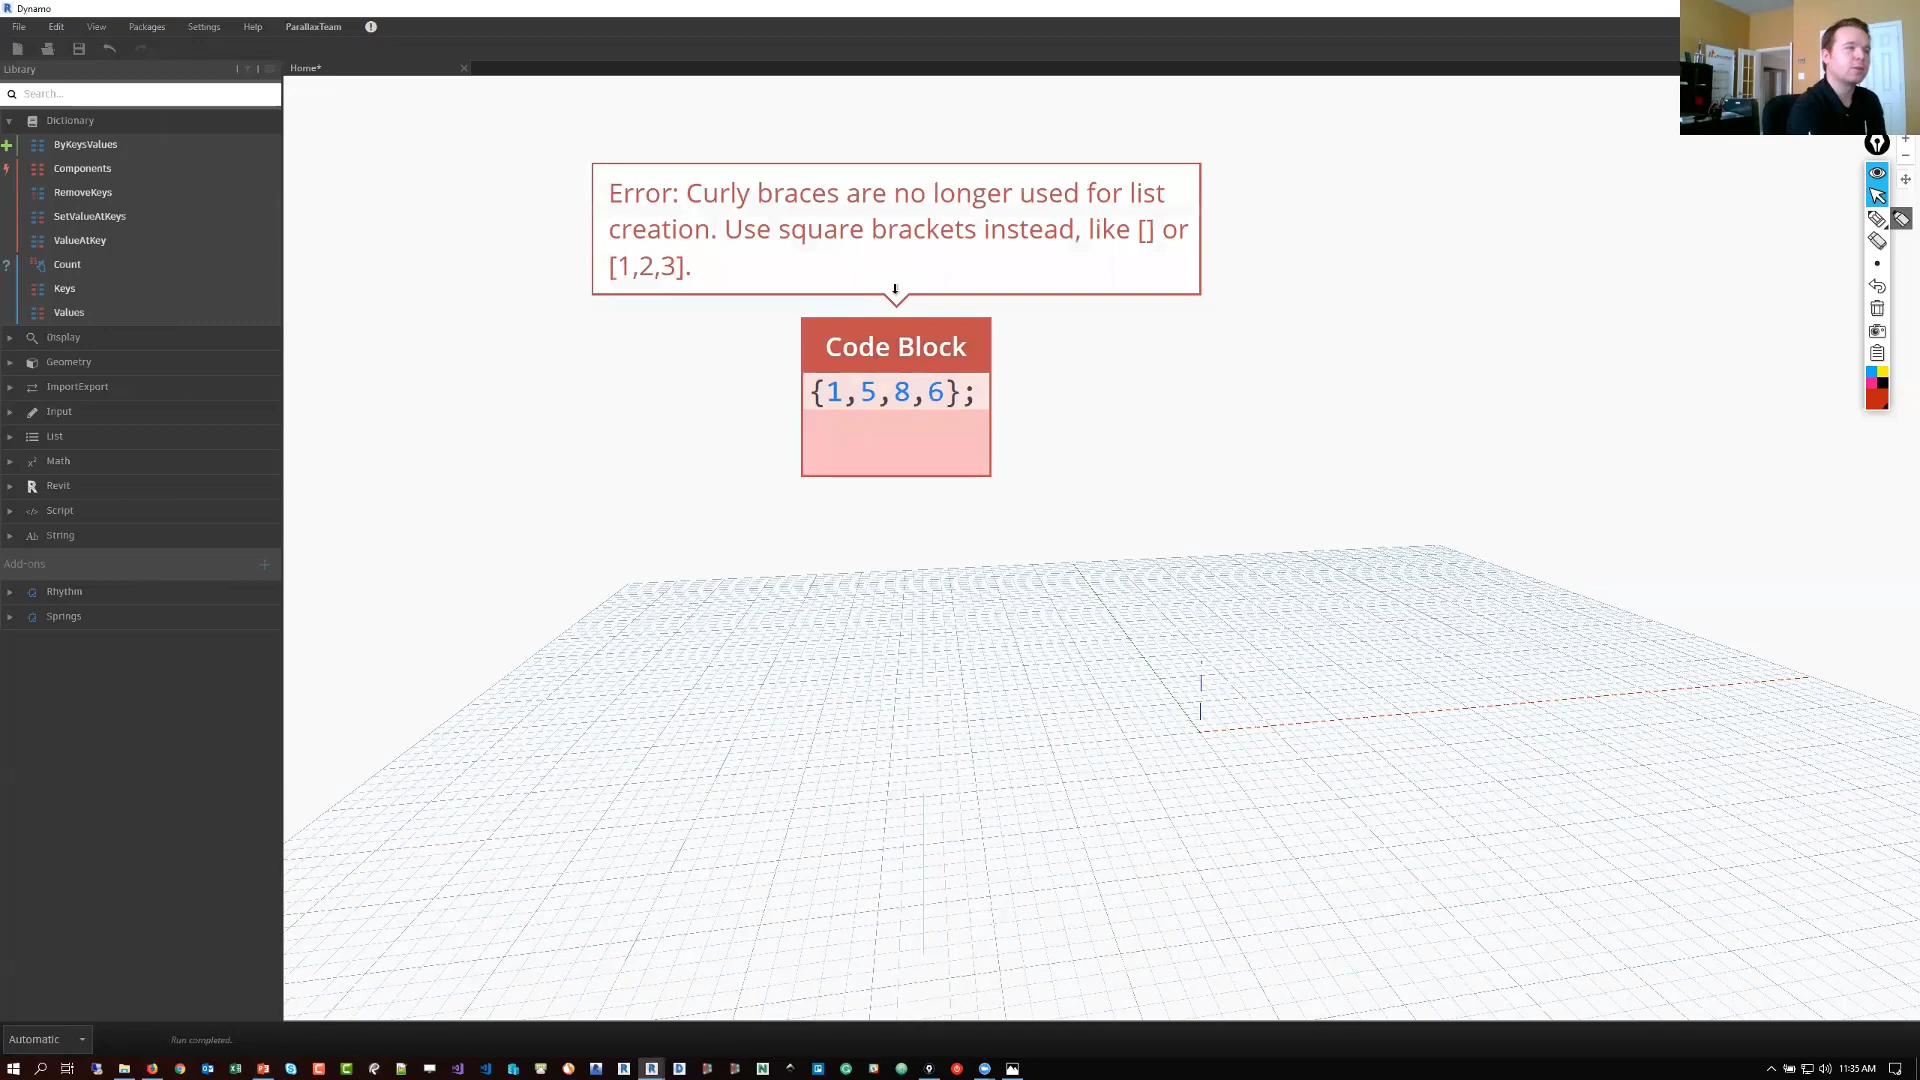 Dynamo
File Edit View Packages Settings Help ParallaxTeam
Library
Home*
Search...
Dictionary
ByKeysValues
Components
RemoveKeys
SetValueAtKeys
ValueAtKey
Count
Keys
Values
Display
Geometry
ImportExport
Input
List
Math
Revit
Script
String
Add-ons
Rhythm
Springs
Error: Curly braces are no longer used for list
creation. Use square brackets instead, like [] or
[1,2,3].
Code Block
{1,5,8,6};
Automatic
Run completed.
11:35 AM